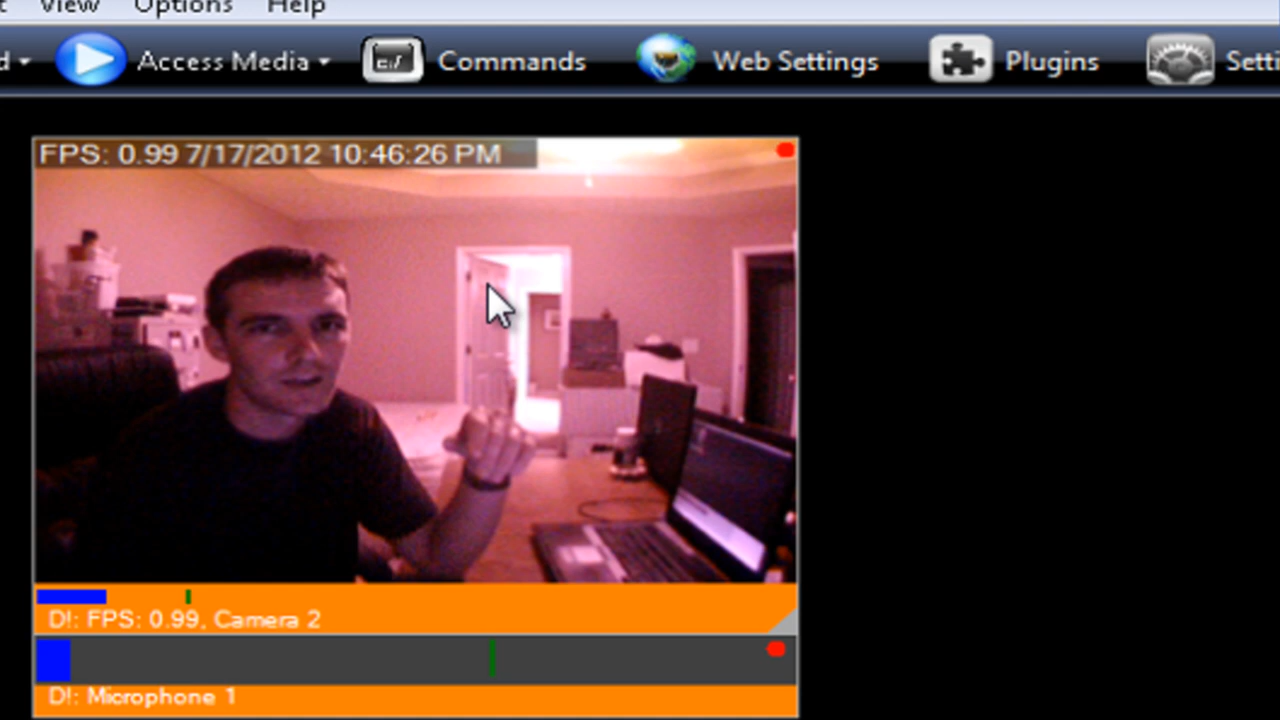 View Options Help
Access Media Commands Web Settings Plugins
FPS: 0.99 7/17/2012 10:46:26 PM
D!: FPS: 0.99, Camera 2
D!: Microphone 1